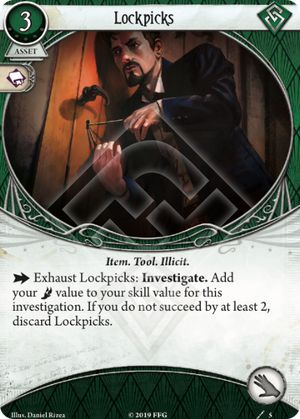 Lockpicks
3
ASSET
Item. Tool. Illicit.
Exhaust Lockpicks: Investigate. Add
your value to your skill value for this
investigation. If you do not succeed by at least 2,
discard Lockpicks.
Illus. Daniel Rizea
© 2019 FFG
5